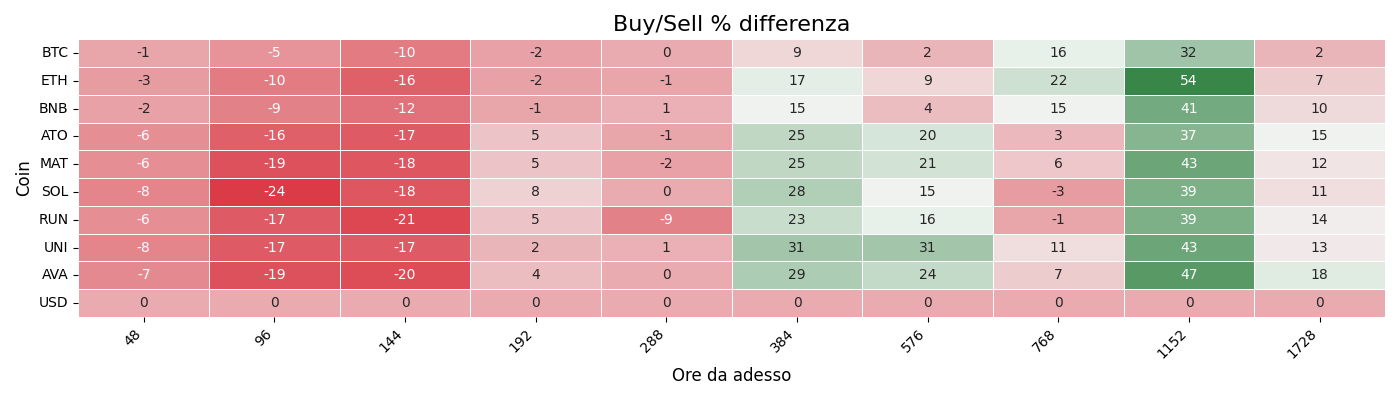 Buy/Sell % differenza
Coin
BTC -1 -5 -10 -2 0 9 2 16 32 2
ETH -3 -10 -16 -2 -1 17 9 22 54 7
BNB -2 -9 -12 -1 1 15 4 15 41 10
ATO -6 -16 -17 5 -1 25 20 3 37 15
MAT -6 -19 -18 5 -2 25 21 6 43 12
SOL -8 -24 -18 8 0 28 15 -3 39 11
RUN -6 -17 -21 5 -9 23 16 -1 39 14
UNI -8 -17 -17 2 1 31 31 11 43 13
AVA -7 -19 -20 4 0 29 24 7 47 18
USD 0 0 0 0 0 0 0 0 0 0
48 96 144 192 288 384 576 768 1152 1728
Ore da adesso